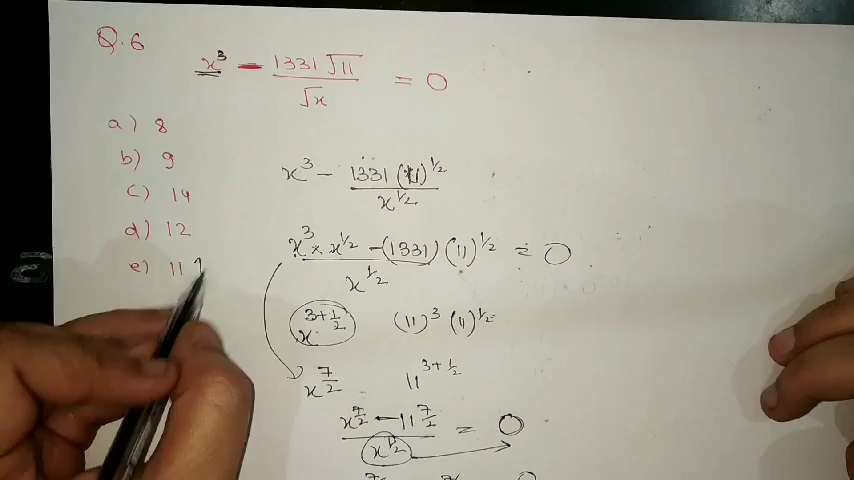 Q.6
x³ - 1331√11 / √x = 0
a) 8
b) 9
c) 14
d) 12
e) 11
x³ - 1331 (11)^1/2 / x^1/2
x³ × x^1/2 - (1331) (11)^1/2 / x^1/2 = 0
x^3+1/2 (11)³ (11)^1/2 =
x^7/2 11^3+1/2
x^7/2 - 11^7/2 / x^1/2 = 0